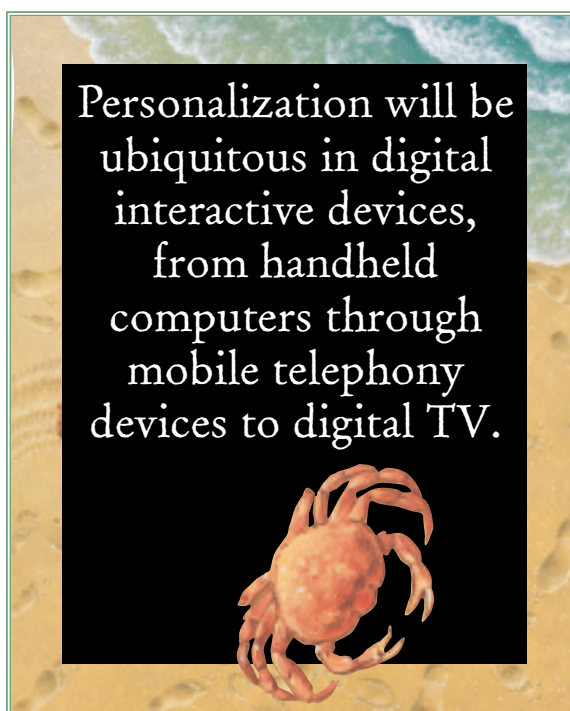 Personalization will be
ubiquitous in digital
interactive devices,
from handheld
computers through
mobile telephony
devices to digital TV.